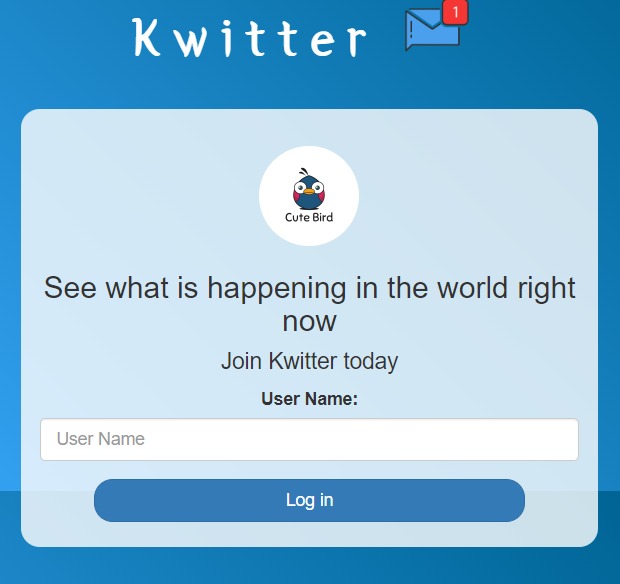 Kwitter
1
Cute Bird
See what is happening in the world right
now
Join Kwitter today
User Name:
User Name
Log in